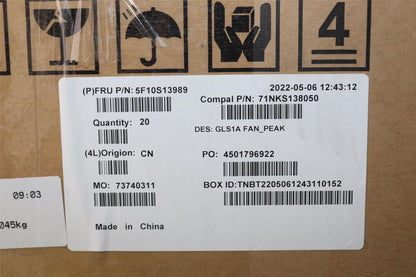 4
(P)FRU P/N: 5F10S13989
2022-05-06 12:43:12
Compal P/N: 71NKS138050
Quantity: 20
DES: GLS1A FAN_PEAK
(4L)Origion: CN
PO: 4501796922
MO: 73740311
BOX ID:TNBT2205061243110152
Made in China
09:03
045kg